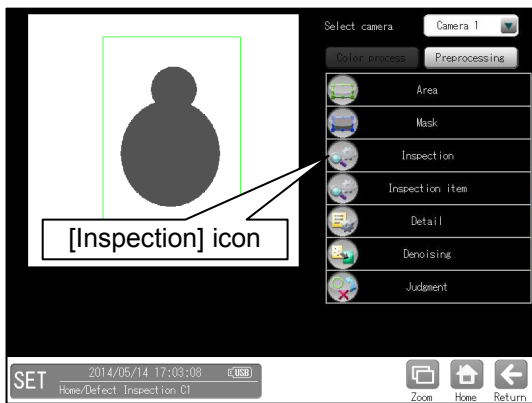 Select camera
Camera 1
Color process
Preprocessing
Area
Mask
Inspection
Inspection item
Detail
Denoising
Judgment
[Inspection] icon
SET
2014/05/14 17:03:08
USB
Home/Defect Inspection C1
Zoom
Home
Return